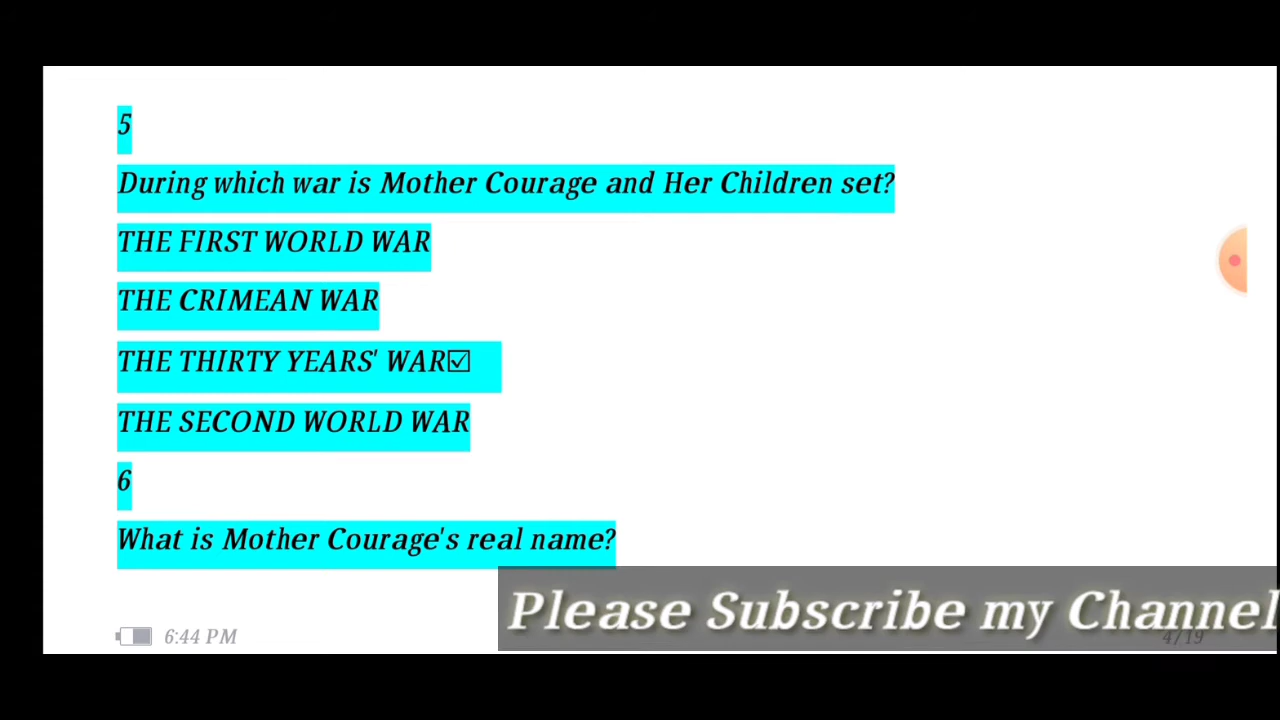 5
During which war is Mother Courage and Her Children set?
THE FIRST WORLD WAR
THE CRIMEAN WAR
THE THIRTY YEARS' WAR☑
THE SECOND WORLD WAR
6
What is Mother Courage's real name?
Please Subscribe my Channel
6:44 PM
4/19